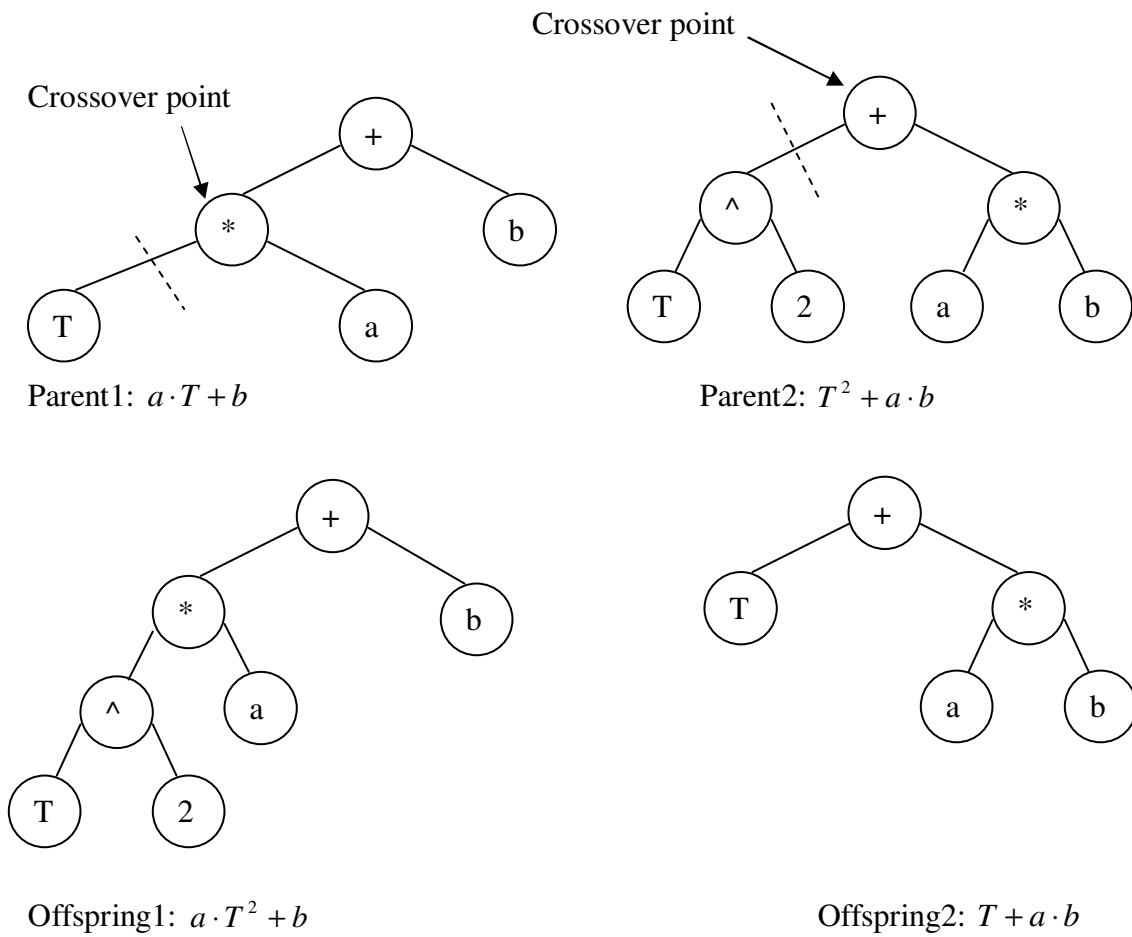 Crossover point
Crossover point
+
*
b
T
a
Parent1: a · T + b
+
^
*
T
2
a
b
Parent2: T² + a · b
+
*
b
^
a
T
2
Offspring1: a · T² + b
+
T
*
a
b
Offspring2: T + a · b